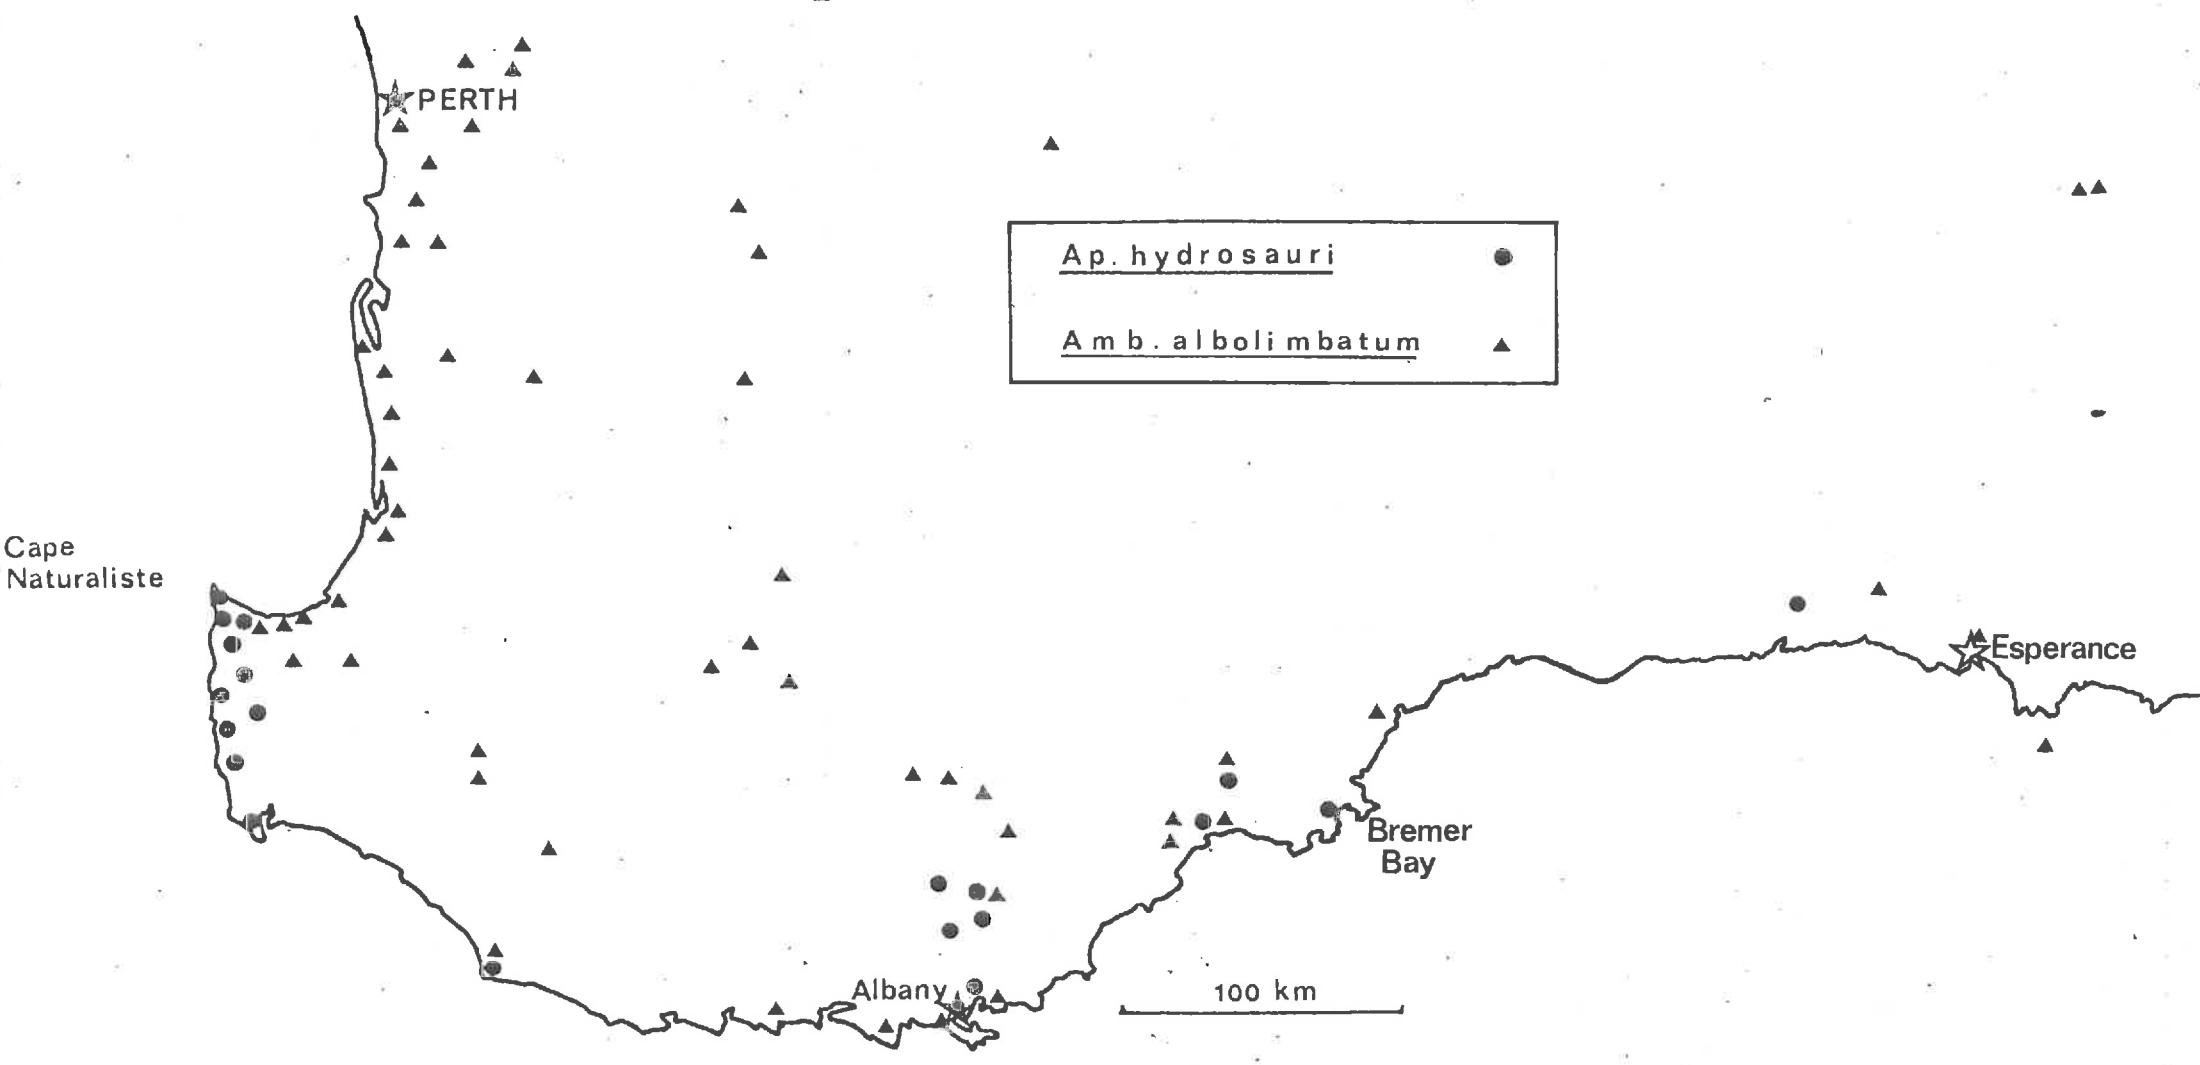 PERTH
Ap. hydrosauri
Amb. albolimbatum
Cape
Naturaliste
Esperance
Bremer
Bay
Albany
100 km